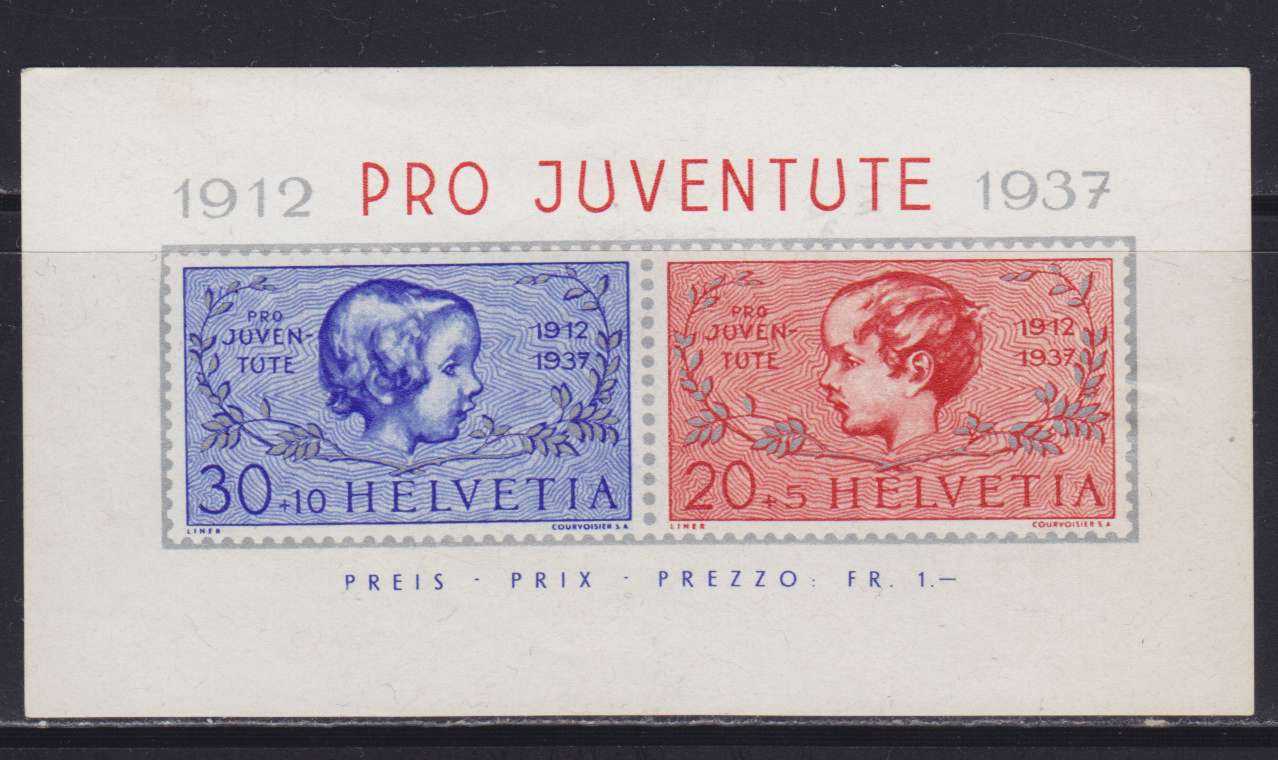 1912 PRO JUVENTUTE 1937
PRO
JUVEN-
TUTE
1912
1937
30+10 HELVETIA
LINER
COURVOISIER S.A.
PRO
JUVEN-
TUTE
1912
1937
20+5 HELVETIA
LINER
COURVOISIER S.A.
PREIS - PRIX - PREZZO: FR. 1.—